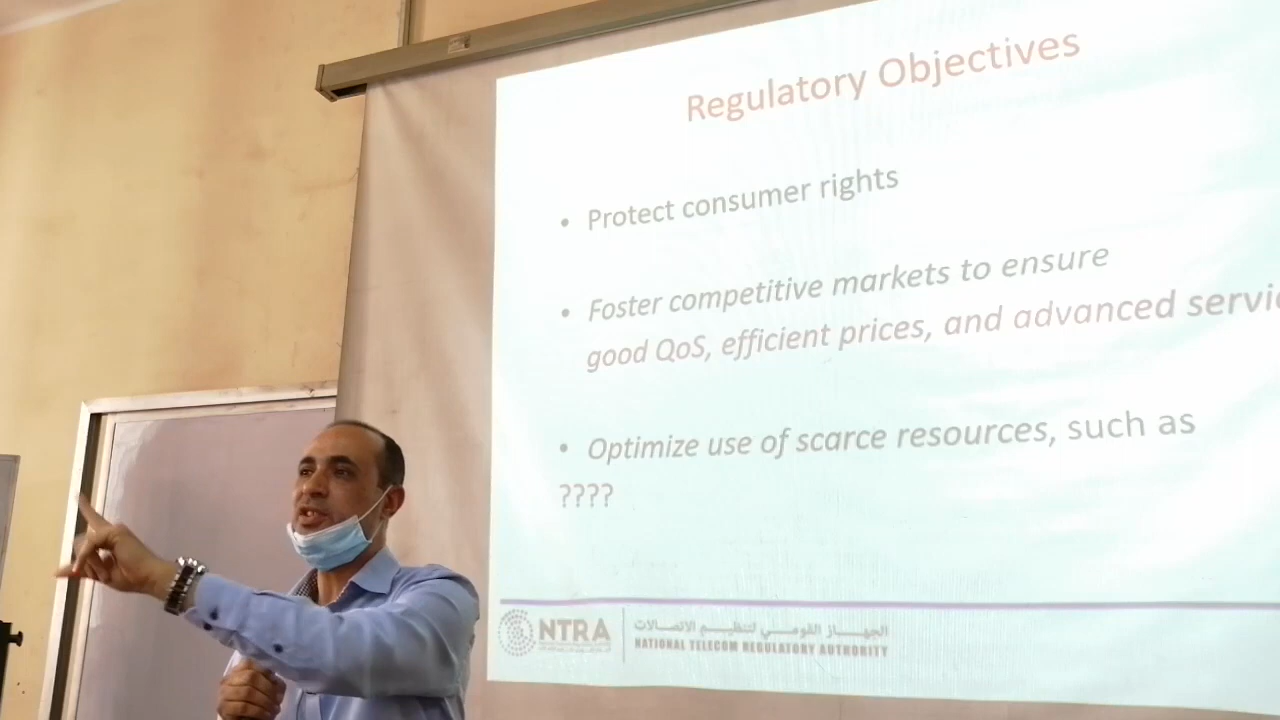 Regulatory Objectives
• Protect consumer rights
• Foster competitive markets to ensure
good QoS, efficient prices, and advanced servi
• Optimize use of scarce resources, such as
????
NTRA
الجهاز القومي لتنظيم الاتصالات
NATIONAL TELECOM REGULATORY AUTHORITY